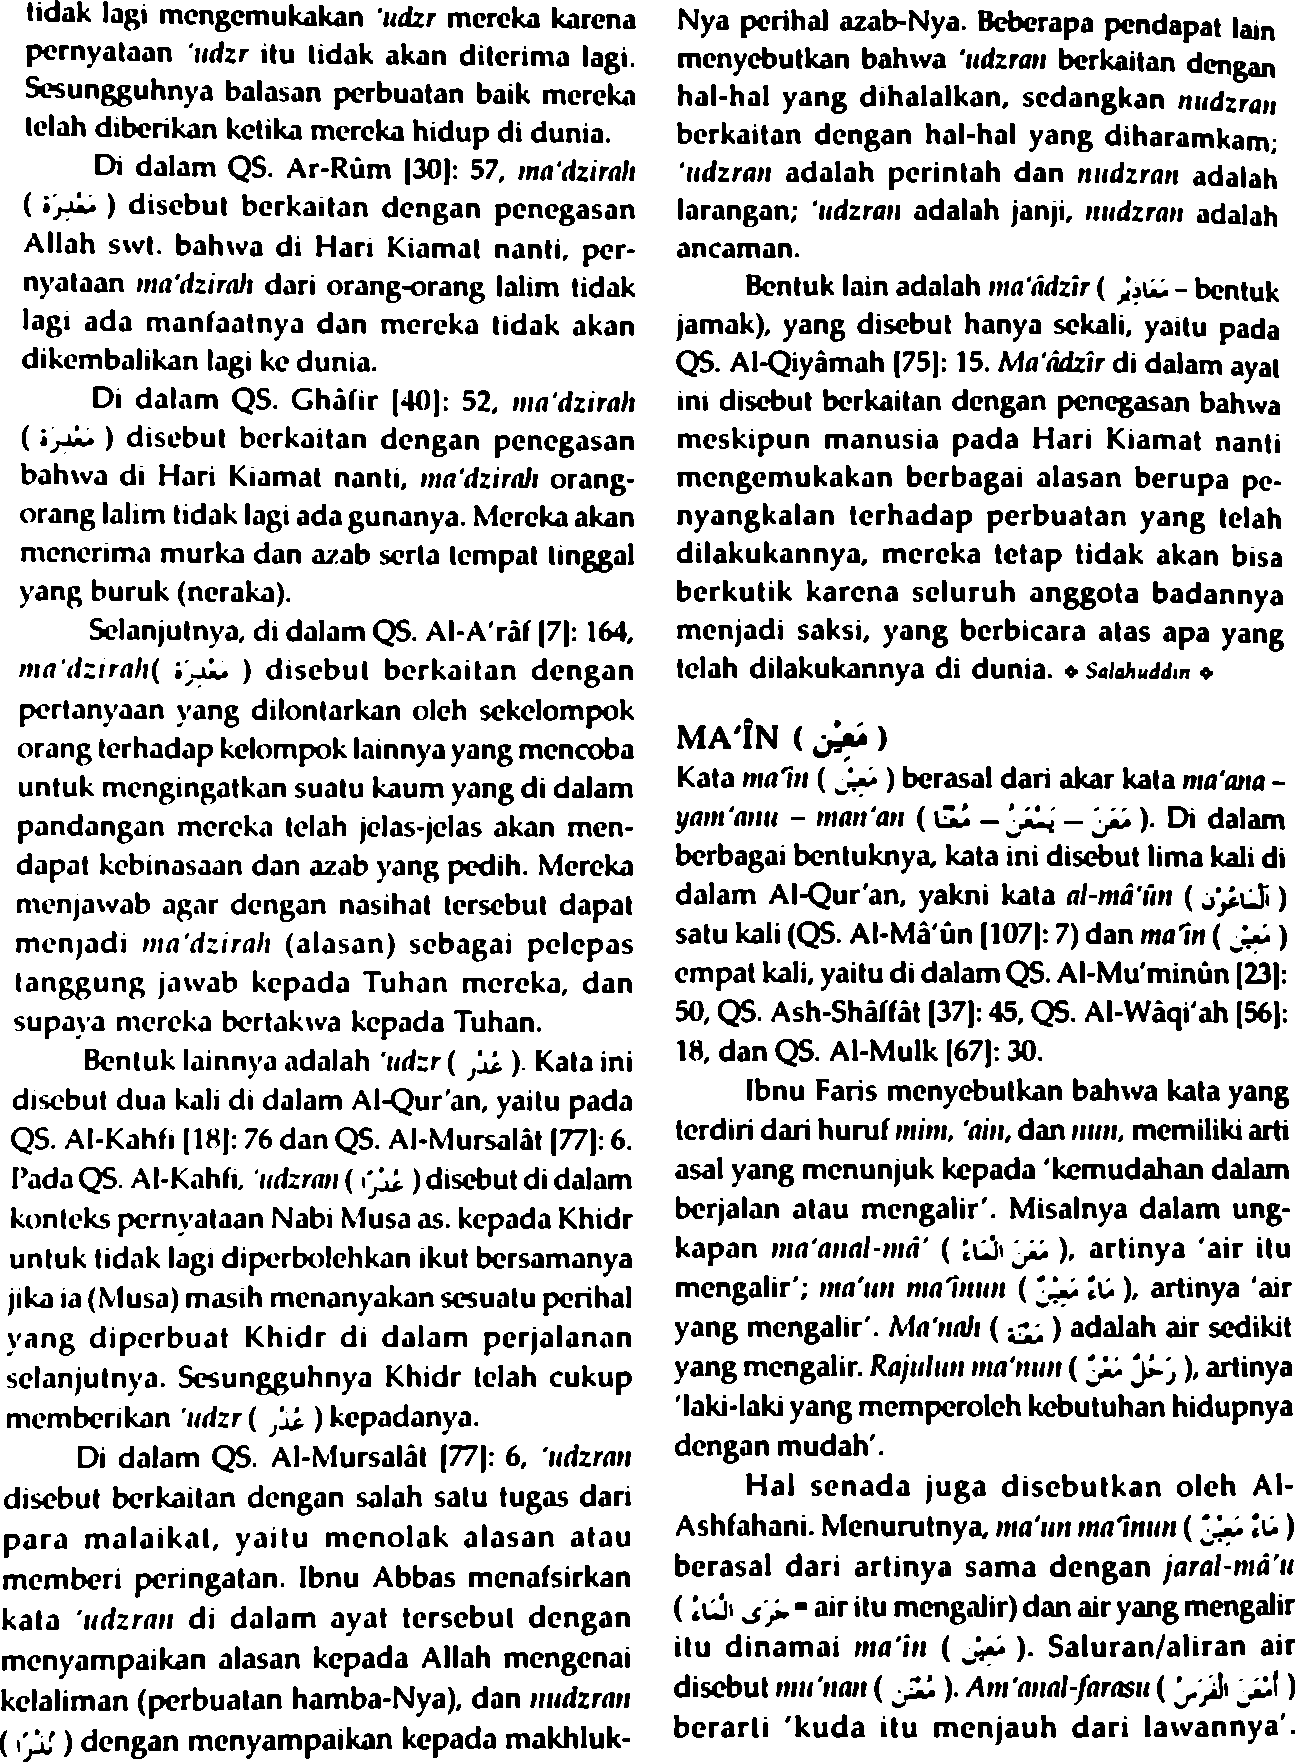 tidak lagi mengemukakan 'udzr mereka karena
pernyataan 'udzr itu tidak akan diterima lagi.
Sesungguhnya balasan perbuatan baik mereka
telah diberikan ketika mereka hidup di dunia.
Di dalam QS. Ar-Rûm [30]: 57, ma'dzirah
( مَعْذِرَة ) disebut berkaitan dengan penegasan
Allah swt. bahwa di Hari Kiamat nanti, per-
nyataan ma'dzirah dari orang-orang lalim tidak
lagi ada manfaatnya dan mereka tidak akan
dikembalikan lagi ke dunia.
Di dalam QS. Ghâfir [40]: 52, ma'dzirah
( مَعْذِرَة ) disebut berkaitan dengan penegasan
bahwa di Hari Kiamat nanti, ma'dzirah orang-
orang lalim tidak lagi ada gunanya. Mereka akan
menerima murka dan azab serta tempat tinggal
yang buruk (neraka).
Selanjutnya, di dalam QS. Al-A'râf [7]: 164,
ma'dzirah( مَعْذِرَة ) disebut berkaitan dengan
pertanyaan yang dilontarkan oleh sekelompok
orang terhadap kelompok lainnya yang mencoba
untuk mengingatkan suatu kaum yang di dalam
pandangan mereka telah jelas-jelas akan men-
dapat kebinasaan dan azab yang pedih. Mereka
menjawab agar dengan nasihat tersebut dapat
menjadi ma'dzirah (alasan) sebagai pelepas
tanggung jawab kepada Tuhan mereka, dan
supaya mereka bertakwa kepada Tuhan.
Bentuk lainnya adalah 'udzr ( عُذْر ). Kata ini
disebut dua kali di dalam Al-Qur'an, yaitu pada
QS. Al-Kahfi [18]: 76 dan QS. Al-Mursalât [77]: 6.
Pada QS. Al-Kahfi, 'udzran ( عُذْرًا ) disebut di dalam
konteks pernyataan Nabi Musa as. kepada Khidr
untuk tidak lagi diperbolehkan ikut bersamanya
jika ia (Musa) masih menanyakan sesuatu perihal
yang diperbuat Khidr di dalam perjalanan
selanjutnya. Sesungguhnya Khidr telah cukup
memberikan 'udzr ( عُذْر ) kepadanya.
Di dalam QS. Al-Mursalât [77]: 6, 'udzran
disebut berkaitan dengan salah satu tugas dari
para malaikat, yaitu menolak alasan atau
memberi peringatan. Ibnu Abbas menafsirkan
kata 'udzran di dalam ayat tersebut dengan
menyampaikan alasan kepada Allah mengenai
kelaliman (perbuatan hamba-Nya), dan nudzran
( نُذْرًا ) dengan menyampaikan kepada makhluk-
Nya perihal azab-Nya. Beberapa pendapat lain
menyebutkan bahwa 'udzran berkaitan dengan
hal-hal yang dihalalkan, sedangkan nudzran
berkaitan dengan hal-hal yang diharamkam;
'udzran adalah perintah dan nudzran adalah
larangan; 'udzran adalah janji, nudzran adalah
ancaman.
Bentuk lain adalah ma'âdzîr ( مَعَاذِيْر – bentuk
jamak), yang disebut hanya sekali, yaitu pada
QS. Al-Qiyâmah [75]: 15. Ma'âdzîr di dalam ayat
ini disebut berkaitan dengan penegasan bahwa
meskipun manusia pada Hari Kiamat nanti
mengemukakan berbagai alasan berupa pe-
nyangkalan terhadap perbuatan yang telah
dilakukannya, mereka tetap tidak akan bisa
berkutik karena seluruh anggota badannya
menjadi saksi, yang berbicara atas apa yang
telah dilakukannya di dunia. ❖ Salahuddin ❖
MA'ÎN ( مَعِيْن )
Kata ma'în ( مَعِيْن ) berasal dari akar kata ma'ana –
yam'anu – man'an ( مَعَنَ – يَمْعَنُ – مَعْنًا ). Di dalam
berbagai bentuknya, kata ini disebut lima kali di
dalam Al-Qur'an, yakni kata al-mâ'ûn ( اَلْمَاعُوْن )
satu kali (QS. Al-Mâ'ûn [107]: 7) dan ma'în ( مَعِيْن )
empat kali, yaitu di dalam QS. Al-Mu'minûn [23]:
50, QS. Ash-Shâffât [37]: 45, QS. Al-Wâqi'ah [56]:
18, dan QS. Al-Mulk [67]: 30.
Ibnu Faris menyebutkan bahwa kata yang
terdiri dari huruf mim, 'ain, dan nun, memiliki arti
asal yang menunjuk kepada 'kemudahan dalam
berjalan atau mengalir'. Misalnya dalam ung-
kapan ma'anal-mâ' ( مَعَنَ الْمَاءُ ), artinya 'air itu
mengalir'; ma'un ma'înun ( مَاءٌ مَعِيْنٌ ), artinya 'air
yang mengalir'. Ma'nah ( مَعْنَة ) adalah air sedikit
yang mengalir. Rajulun ma'nun ( رَجُلٌ مَعْنٌ ), artinya
'laki-laki yang memperoleh kebutuhan hidupnya
dengan mudah'.
Hal senada juga disebutkan oleh Al-
Ashfahani. Menurutnya, ma'un ma'înun ( مَاءٌ مَعِيْنٌ )
berasal dari artinya sama dengan jaral-mâ'u
( جَرَى الْمَاءُ = air itu mengalir) dan air yang mengalir
itu dinamai ma'în ( مَعِيْن ). Saluran/aliran air
disebut mu'nan ( مُعْنَن ). Am'anal-farasu ( أَمْعَنَ الْفَرَسُ )
berarti 'kuda itu menjauh dari lawannya'.